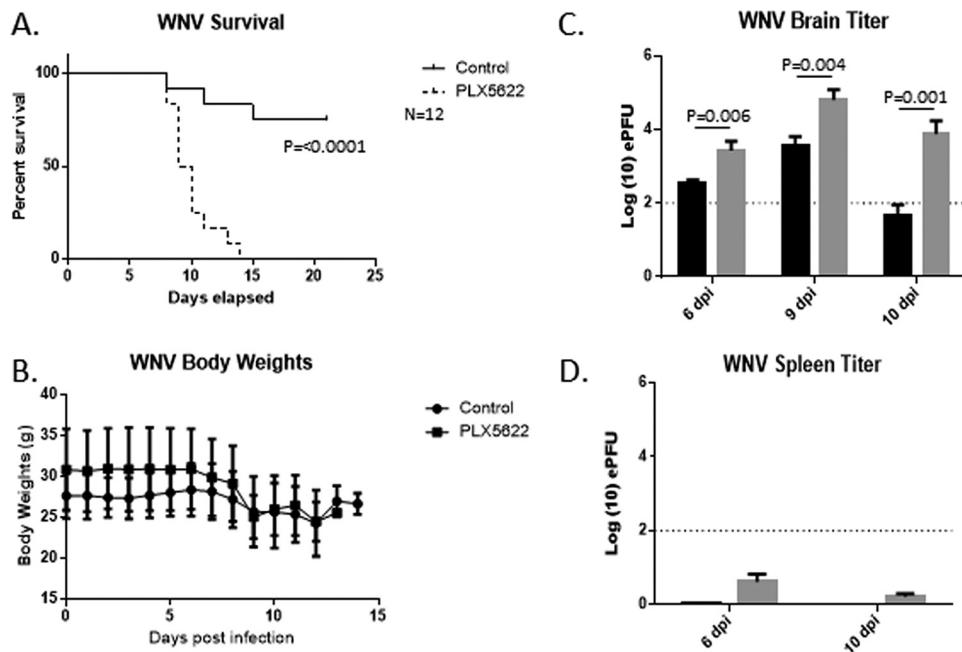 A.
WNV Survival
Percent survival
100
50
0
0 5 10 15 20 25
Days elapsed
Control
PLX5622
N=12
P=<0.0001
B.
WNV Body Weights
Body Weights (g)
40
35
30
25
20
15
0 5 10 15
Days post infection
Control
PLX5622
C.
WNV Brain Titer
Log (10) ePFU
6
4
2
0
P=0.006
P=0.004
P=0.001
6 dpi
9 dpi
10 dpi
D.
WNV Spleen Titer
Log (10) ePFU
6
4
2
0
6 dpi
10 dpi